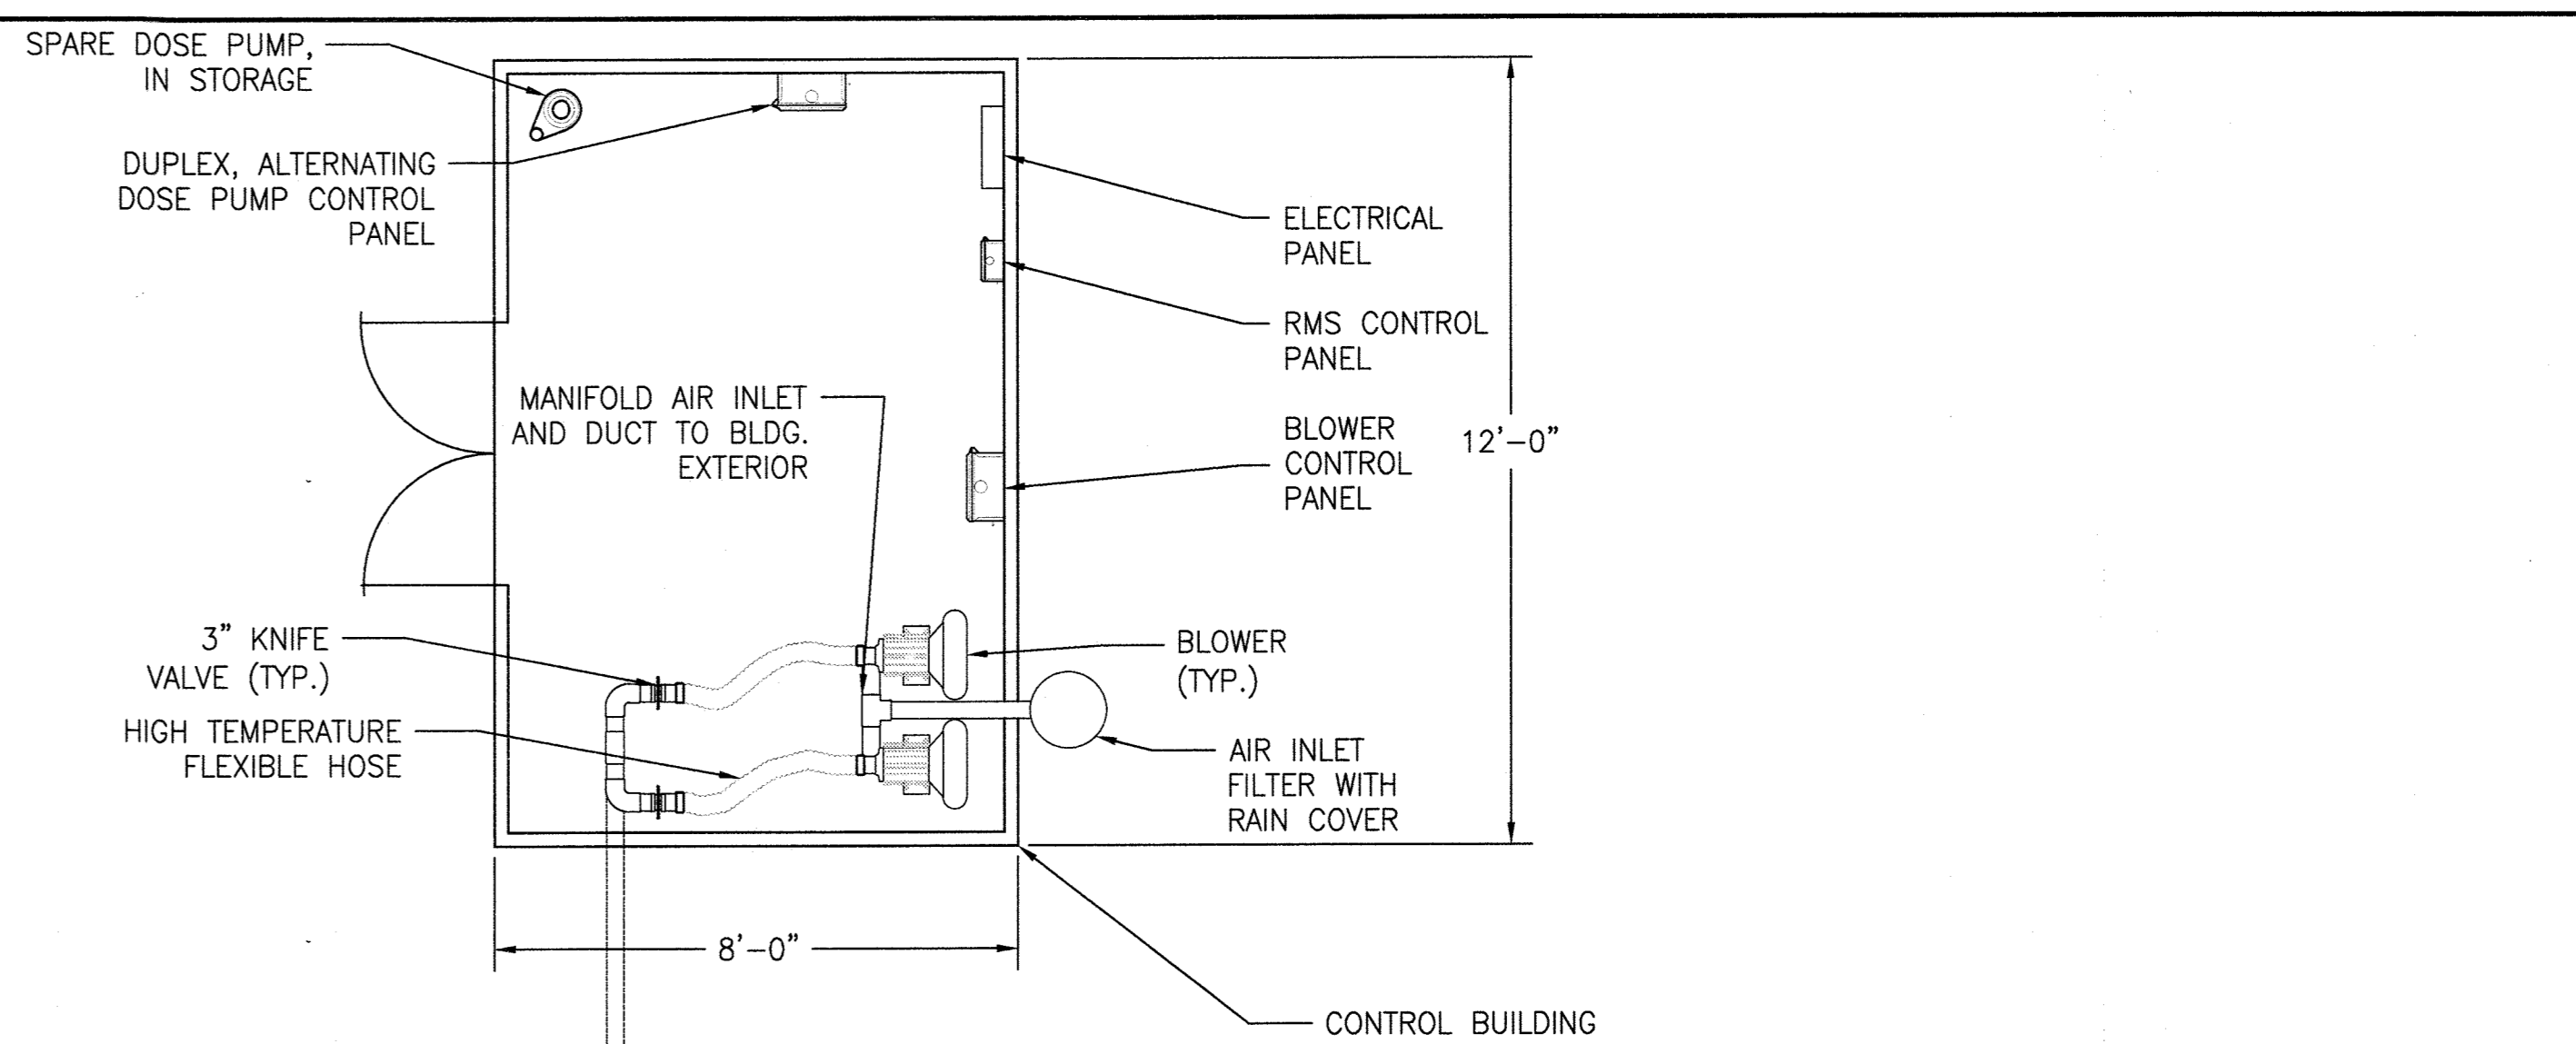 SPARE DOSE PUMP,
IN STORAGE
DUPLEX, ALTERNATING
DOSE PUMP CONTROL
PANEL
ELECTRICAL
PANEL
RMS CONTROL
PANEL
MANIFOLD AIR INLET
AND DUCT TO BLDG.
EXTERIOR
BLOWER
CONTROL
PANEL
12'-0"
3" KNIFE
VALVE (TYP.)
HIGH TEMPERATURE
FLEXIBLE HOSE
BLOWER
(TYP.)
AIR INLET
FILTER WITH
RAIN COVER
8'-0"
CONTROL BUILDING